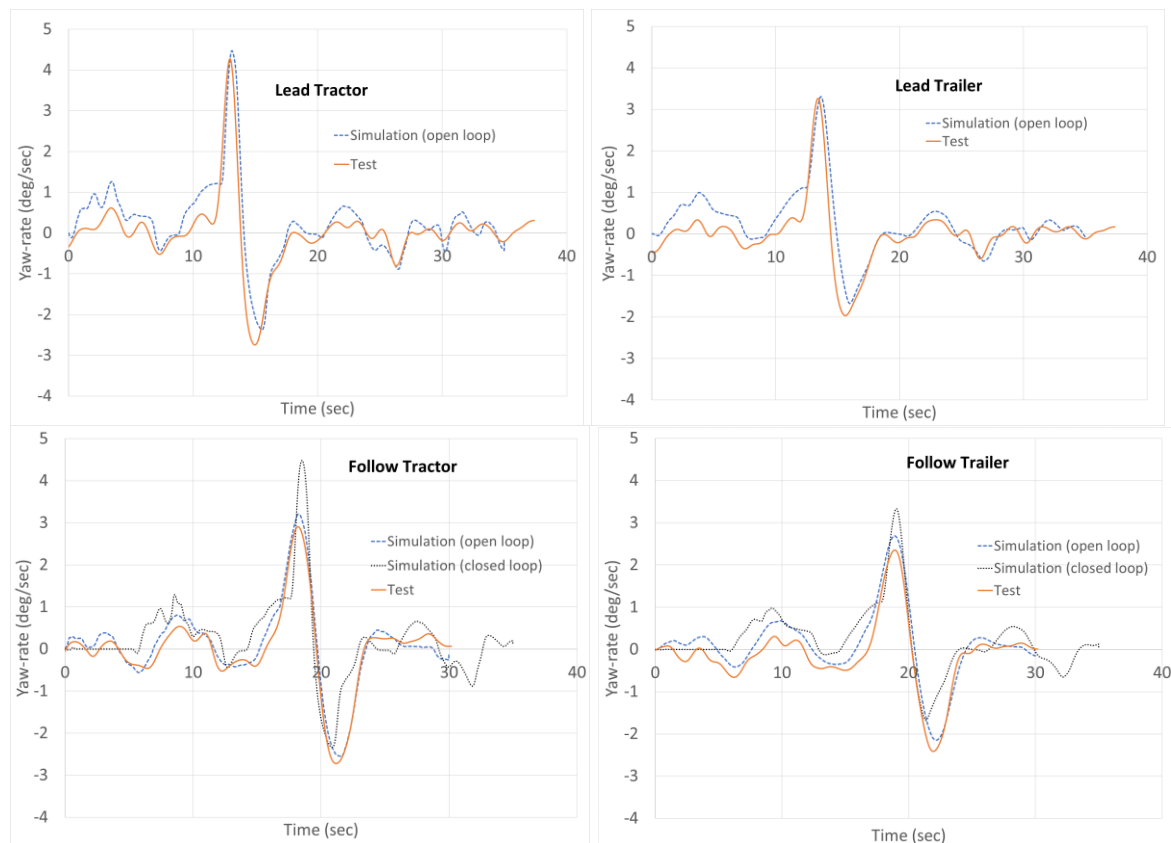 Lead Tractor
Simulation (open loop)
Test
Yaw-rate (deg/sec)
5
4
3
2
1
0
-1
-2
-3
-4
0
10
20
30
40
Time (sec)
Lead Trailer
Simulation (open loop)
Test
Yaw-rate (deg/sec)
5
4
3
2
1
0
-1
-2
-3
-4
0
10
20
30
40
Time (sec)
Follow Tractor
Simulation (open loop)
Simulation (closed loop)
Test
Yaw-rate (deg/sec)
5
4
3
2
1
0
-1
-2
-3
-4
0
10
20
30
40
Time (sec)
Follow Trailer
Simulation (open loop)
Simulation (closed loop)
Test
Yaw-rate (deg/sec)
5
4
3
2
1
0
-1
-2
-3
-4
0
10
20
30
40
Time (sec)